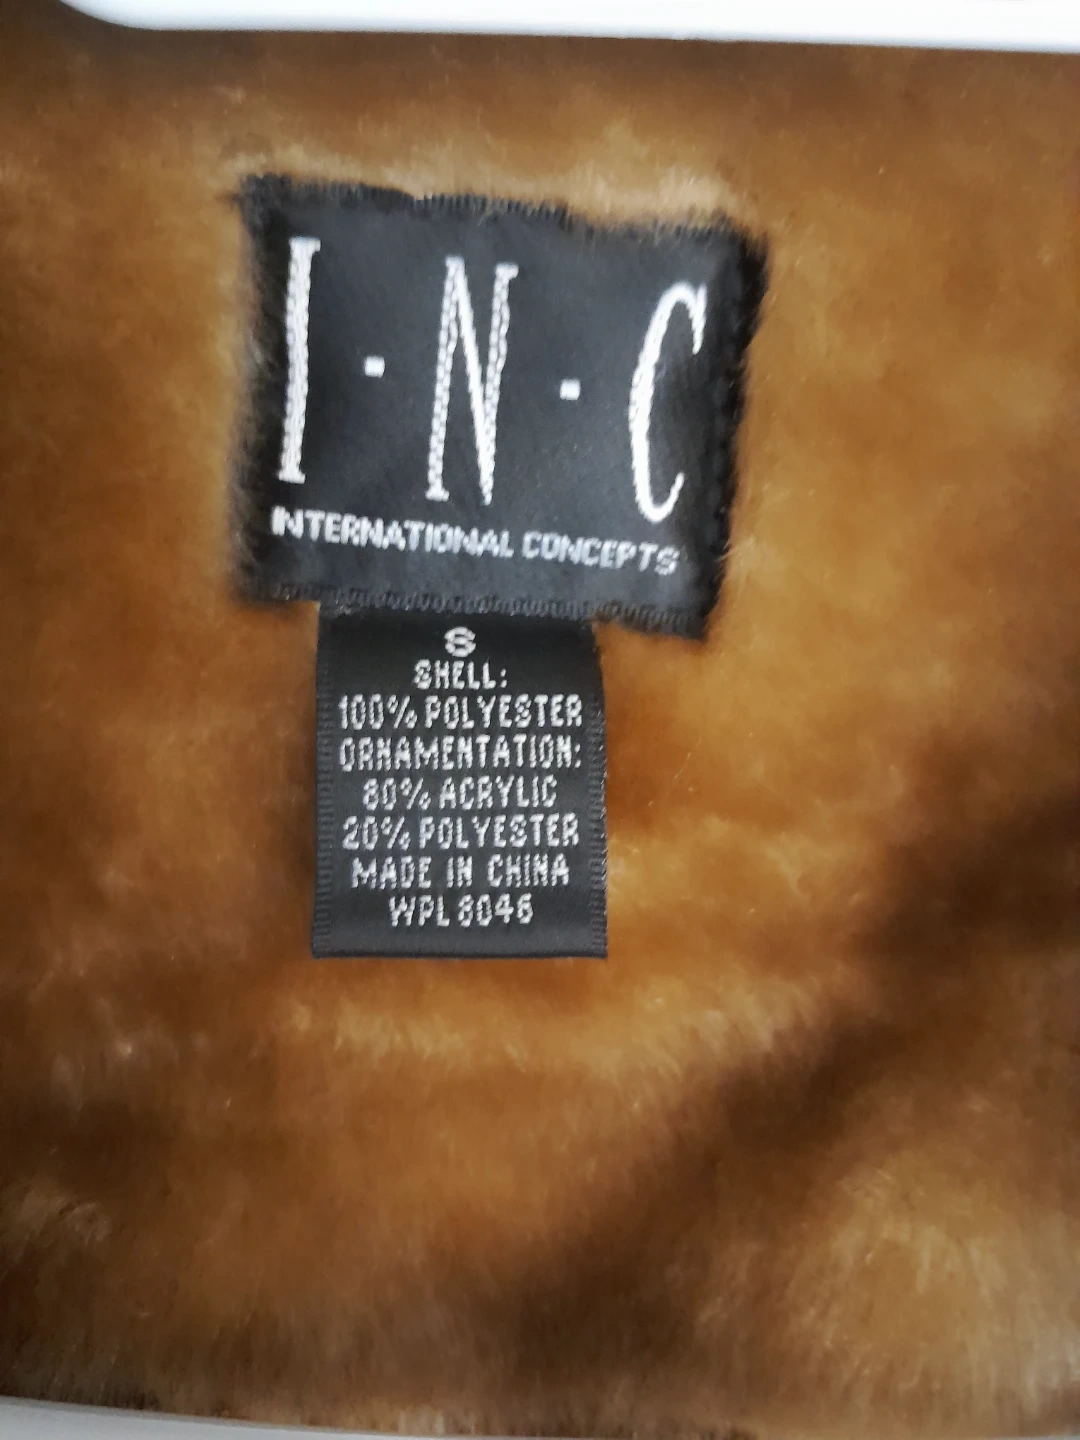 I·N·C
INTERNATIONAL CONCEPTS
S
SHELL:
100% POLYESTER
ORNAMENTATION:
80% ACRYLIC
20% POLYESTER
MADE IN CHINA
WPL 8046